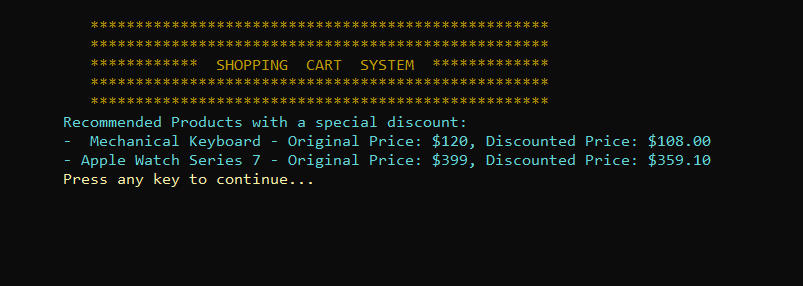 ***************************************************
***************************************************
************  SHOPPING  CART  SYSTEM  *************
***************************************************
***************************************************
Recommended Products with a special discount:
-  Mechanical Keyboard - Original Price: $120, Discounted Price: $108.00
- Apple Watch Series 7 - Original Price: $399, Discounted Price: $359.10
Press any key to continue...